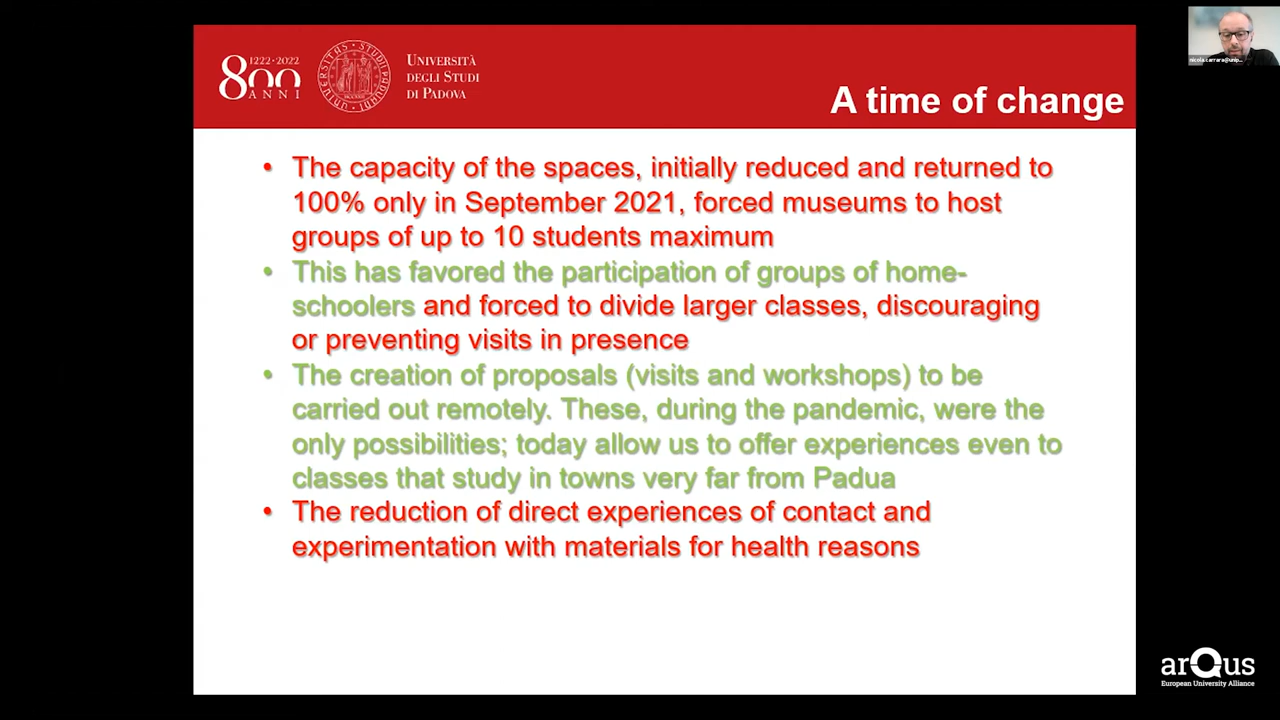 1222·2022
800
ANNI
UNIVERSITÀ
DEGLI STUDI
DI PADOVA
A time of change
• The capacity of the spaces, initially reduced and returned to
100% only in September 2021, forced museums to host
groups of up to 10 students maximum
• This has favored the participation of groups of home-
schoolers and forced to divide larger classes, discouraging
or preventing visits in presence
• The creation of proposals (visits and workshops) to be
carried out remotely. These, during the pandemic, were the
only possibilities; today allow us to offer experiences even to
classes that study in towns very far from Padua
• The reduction of direct experiences of contact and
experimentation with materials for health reasons
nicola.carrara@unip...
arQus
European University Alliance